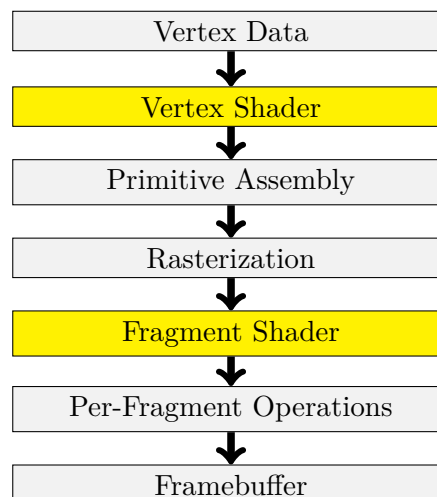 Vertex Data
Vertex Shader
Primitive Assembly
Rasterization
Fragment Shader
Per-Fragment Operations
Framebuffer